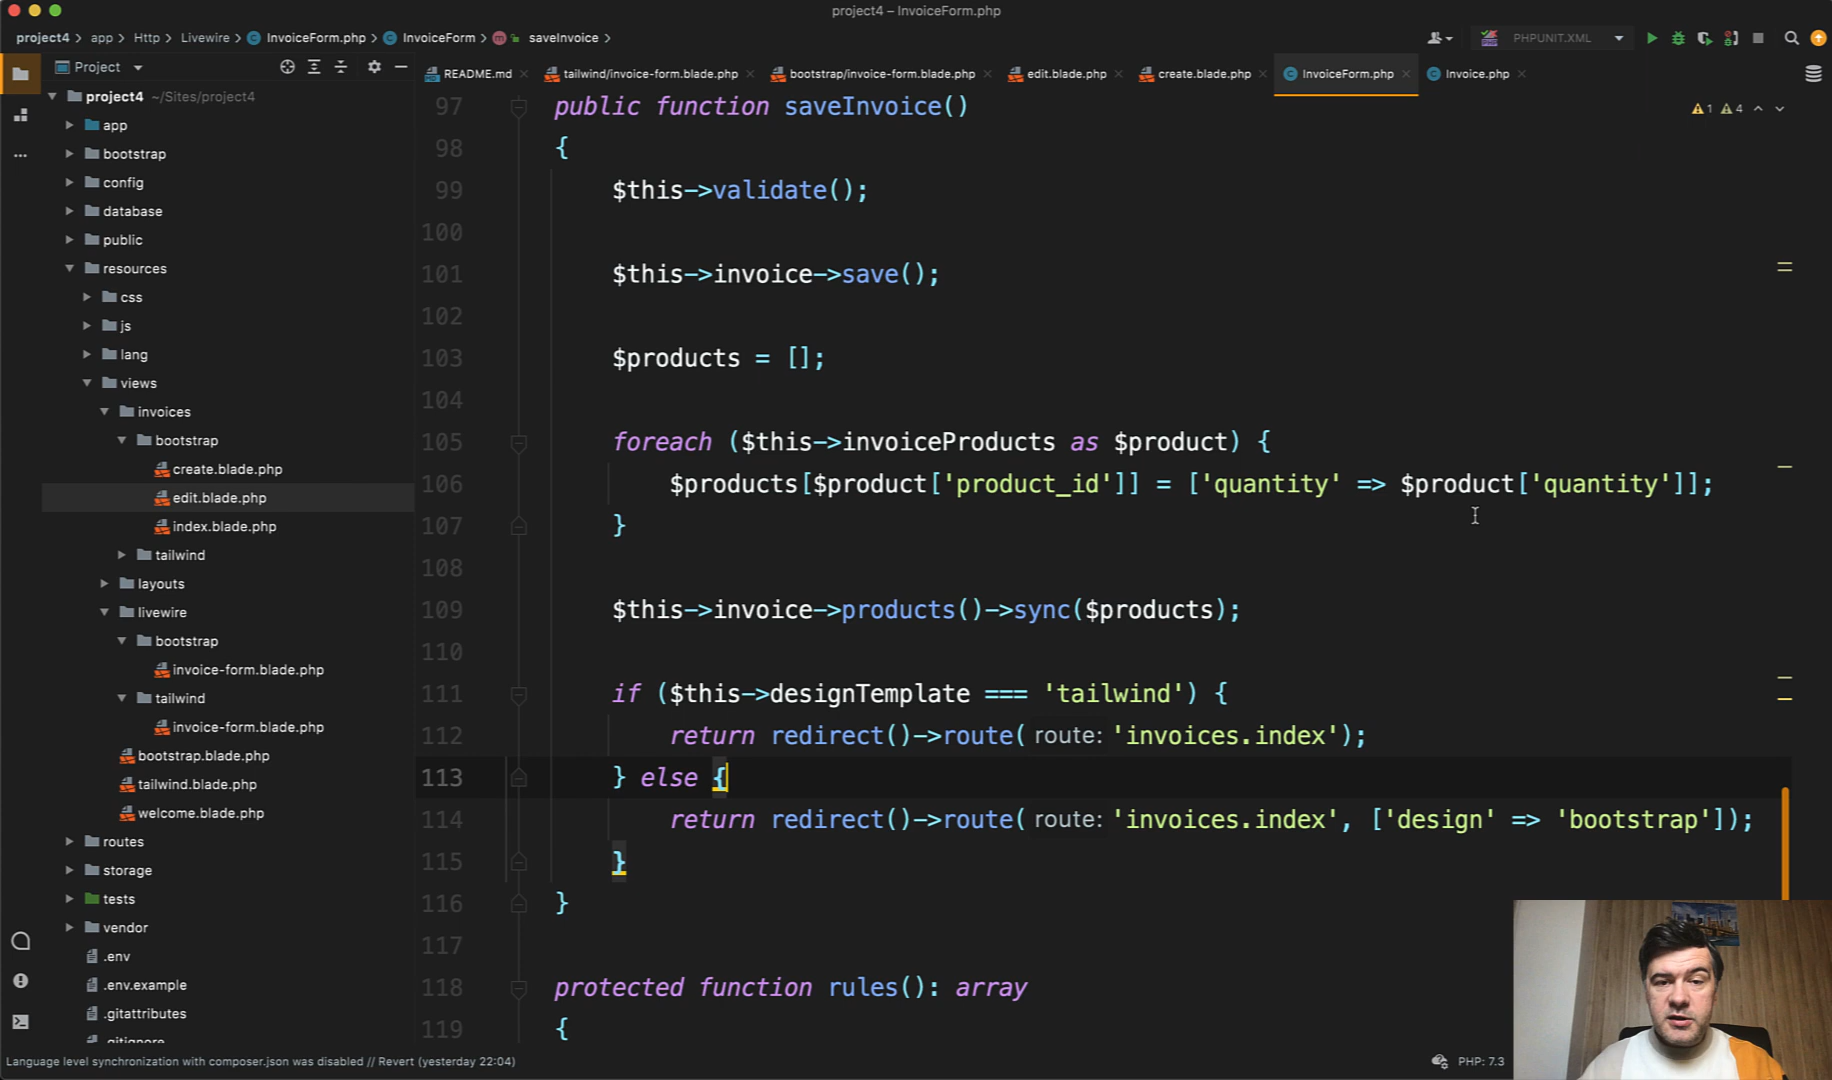 project4 – InvoiceForm.php
project4 > app > Http > Livewire > InvoiceForm.php > InvoiceForm > m saveInvoice >
PHPUNIT.XML
Project
README.md
tailwind/invoice-form.blade.php
bootstrap/invoice-form.blade.php
edit.blade.php
create.blade.php
InvoiceForm.php
Invoice.php
project4 ~/Sites/project4
app
bootstrap
config
database
public
resources
css
js
lang
views
invoices
bootstrap
create.blade.php
edit.blade.php
index.blade.php
tailwind
layouts
livewire
bootstrap
invoice-form.blade.php
tailwind
invoice-form.blade.php
bootstrap.blade.php
tailwind.blade.php
welcome.blade.php
routes
storage
tests
vendor
.env
.env.example
.gitattributes
.gitignore
1 4
97 public function saveInvoice()
98 {
99 $this->validate();
100
101 $this->invoice->save();
102
103 $products = [];
104
105 foreach ($this->invoiceProducts as $product) {
106 $products[$product['product_id']] = ['quantity' => $product['quantity']];
107 }
108
109 $this->invoice->products()->sync($products);
110
111 if ($this->designTemplate === 'tailwind') {
112 return redirect()->route( route: 'invoices.index');
113 } else {
114 return redirect()->route( route: 'invoices.index', ['design' => 'bootstrap']);
115 }
116 }
117
118 protected function rules(): array
119 {
Language level synchronization with composer.json was disabled // Revert (yesterday 22:04)
PHP: 7.3